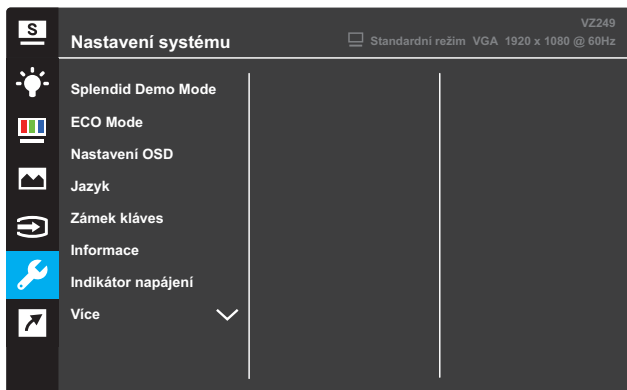 S
VZ249
Nastavení systému
Standardní režim VGA 1920 x 1080 @ 60Hz
Splendid Demo Mode
ECO Mode
Nastavení OSD
Jazyk
Zámek kláves
Informace
Indikátor napájení
Více